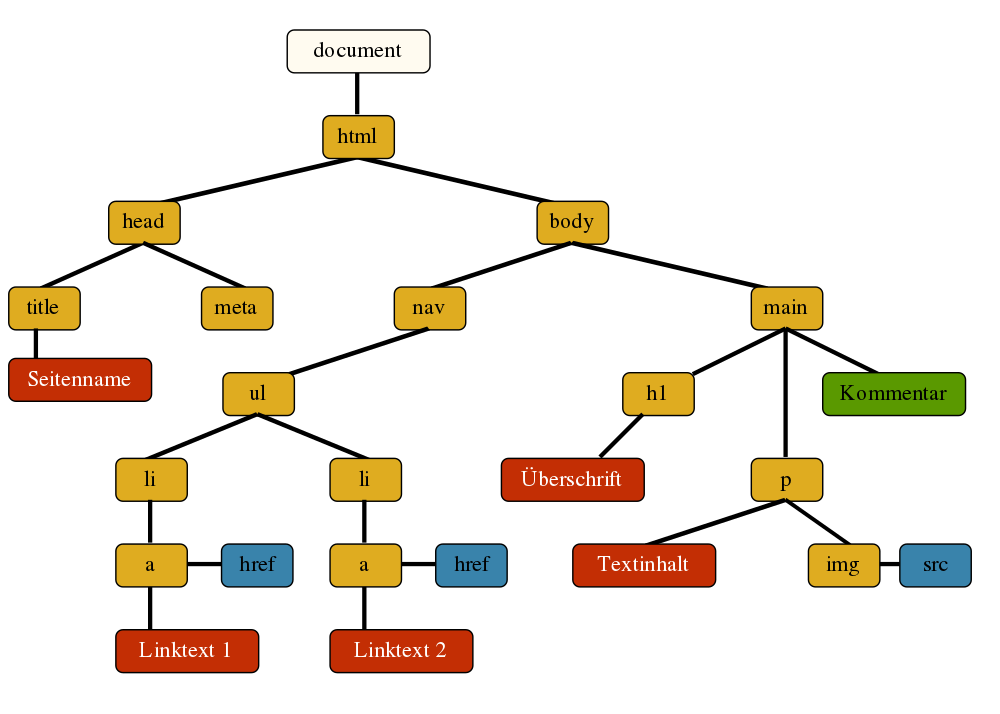 document
html
head
body
title
meta
nav
main
Seitenname
ul
h1
Kommentar
li
li
Überschrift
p
a
href
a
href
Textinhalt
img
src
Linktext 1
Linktext 2